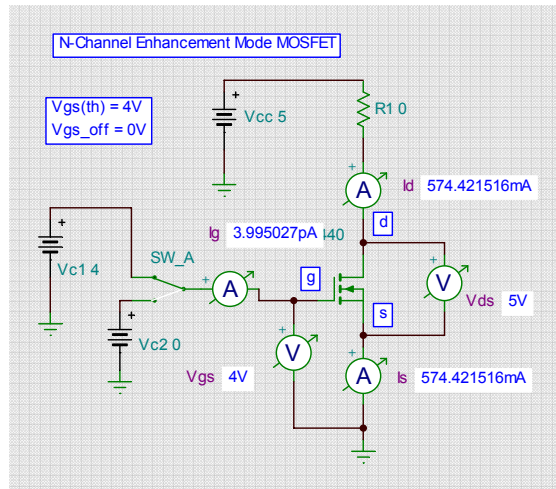 N-Channel Enhancement Mode MOSFET
Vgs(th) = 4V
Vgs_off = 0V
Vcc 5
R1 0
A
Id 574.421516mA
d
Ig 3.995027pA
Vc1 4
SW_A
A
g
s
V
Vds 5V
Vc2 0
V
Vgs 4V
A
Is 574.421516mA